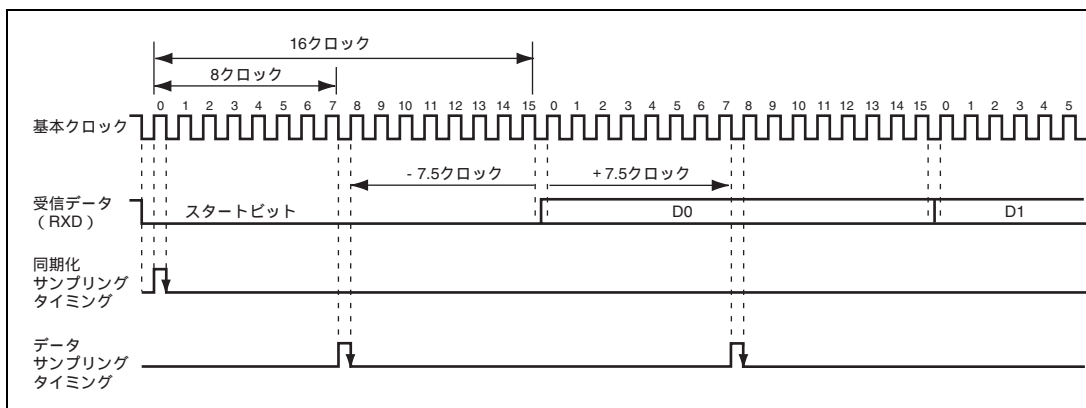 16クロック
8クロック
0 1 2 3 4 5 6 7 8 9 10 11 12 13 14 15 0 1 2 3 4 5 6 7 8 9 10 11 12 13 14 15 0 1 2 3 4 5
基本クロック
- 7.5クロック
+ 7.5クロック
受信データ
( RXD )
スタートビット
D0
D1
同期化
サンプリング
タイミング
データ
サンプリング
タイミング